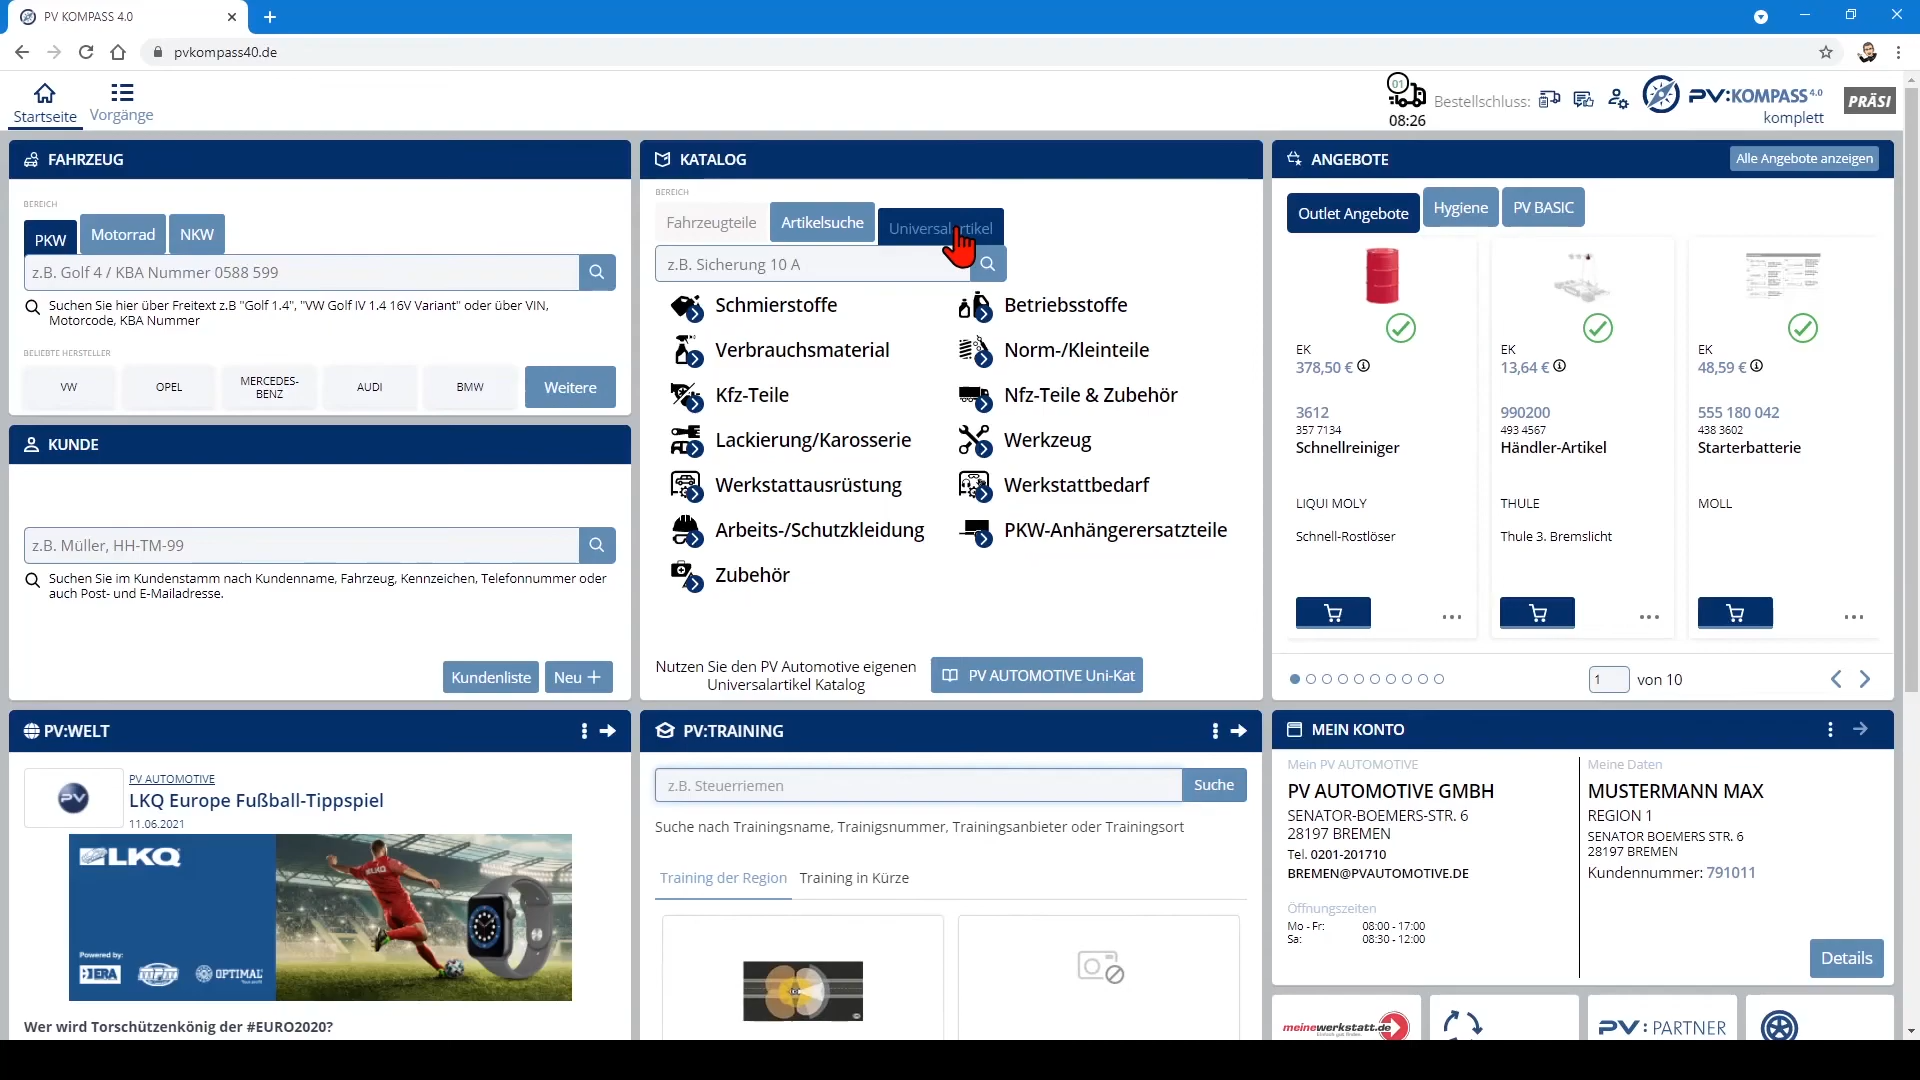 PV KOMPASS 4.0
pvkompass40.de
Startseite
Vorgänge
01
08:26
Bestellschluss:
PV:KOMPASS 4.0
komplett
PRÄSI
FAHRZEUG
BEREICH
PKW
Motorrad
NKW
z.B. Golf 4 / KBA Nummer 0588 599
Suchen Sie hier über Freitext z.B "Golf 1.4", "VW Golf IV 1.4 16V Variant" oder über VIN,
Motorcode, KBA Nummer
BELIEBTE HERSTELLER
VW
OPEL
MERCEDES-
BENZ
AUDI
BMW
Weitere
KUNDE
z.B. Müller, HH-TM-99
Suchen Sie im Kundenstamm nach Kundenname, Fahrzeug, Kennzeichen, Telefonnummer oder
auch Post- und E-Mailadresse.
Kundenliste
Neu +
KATALOG
BEREICH
Fahrzeugteile
Artikelsuche
Universalartikel
z.B. Sicherung 10 A
Schmierstoffe
Betriebsstoffe
Verbrauchsmaterial
Norm-/Kleinteile
Kfz-Teile
Nfz-Teile & Zubehör
Lackierung/Karosserie
Werkzeug
Werkstattausrüstung
Werkstattbedarf
Arbeits-/Schutzkleidung
PKW-Anhängerersatzteile
Zubehör
Nutzen Sie den PV Automotive eigenen
Universalartikel Katalog
PV AUTOMOTIVE Uni-Kat
ANGEBOTE
Alle Angebote anzeigen
Outlet Angebote
Hygiene
PV BASIC
EK
378,50 €
3612
357 7134
Schnellreiniger
LIQUI MOLY
Schnell-Rostlöser
EK
13,64 €
990200
493 4567
Händler-Artikel
THULE
Thule 3. Bremslicht
EK
48,59 €
555 180 042
438 3602
Starterbatterie
MOLL
1
von 10
PV:WELT
PV
PV AUTOMOTIVE
LKQ Europe Fußball-Tippspiel
11.06.2021
LKQ
Powered by:
ERA
MPM
OPTIMAL
Wer wird Torschützenkönig der #EURO2020?
PV:TRAINING
z.B. Steuerriemen
Suche
Suche nach Trainingsname, Trainigsnummer, Trainingsanbieter oder Trainingsort
Training der Region
Training in Kürze
MEIN KONTO
Mein PV AUTOMOTIVE
PV AUTOMOTIVE GMBH
SENATOR-BOEMERS-STR. 6
28197 BREMEN
Tel. 0201-201710
BREMEN@PVAUTOMOTIVE.DE
Öffnungszeiten
Mo - Fr: 08:00 - 17:00
Sa: 08:30 - 12:00
Meine Daten
MUSTERMANN MAX
REGION 1
SENATOR BOEMERS STR. 6
28197 BREMEN
Kundennummer: 791011
Details
meinewerkstatt.de
PV: PARTNER